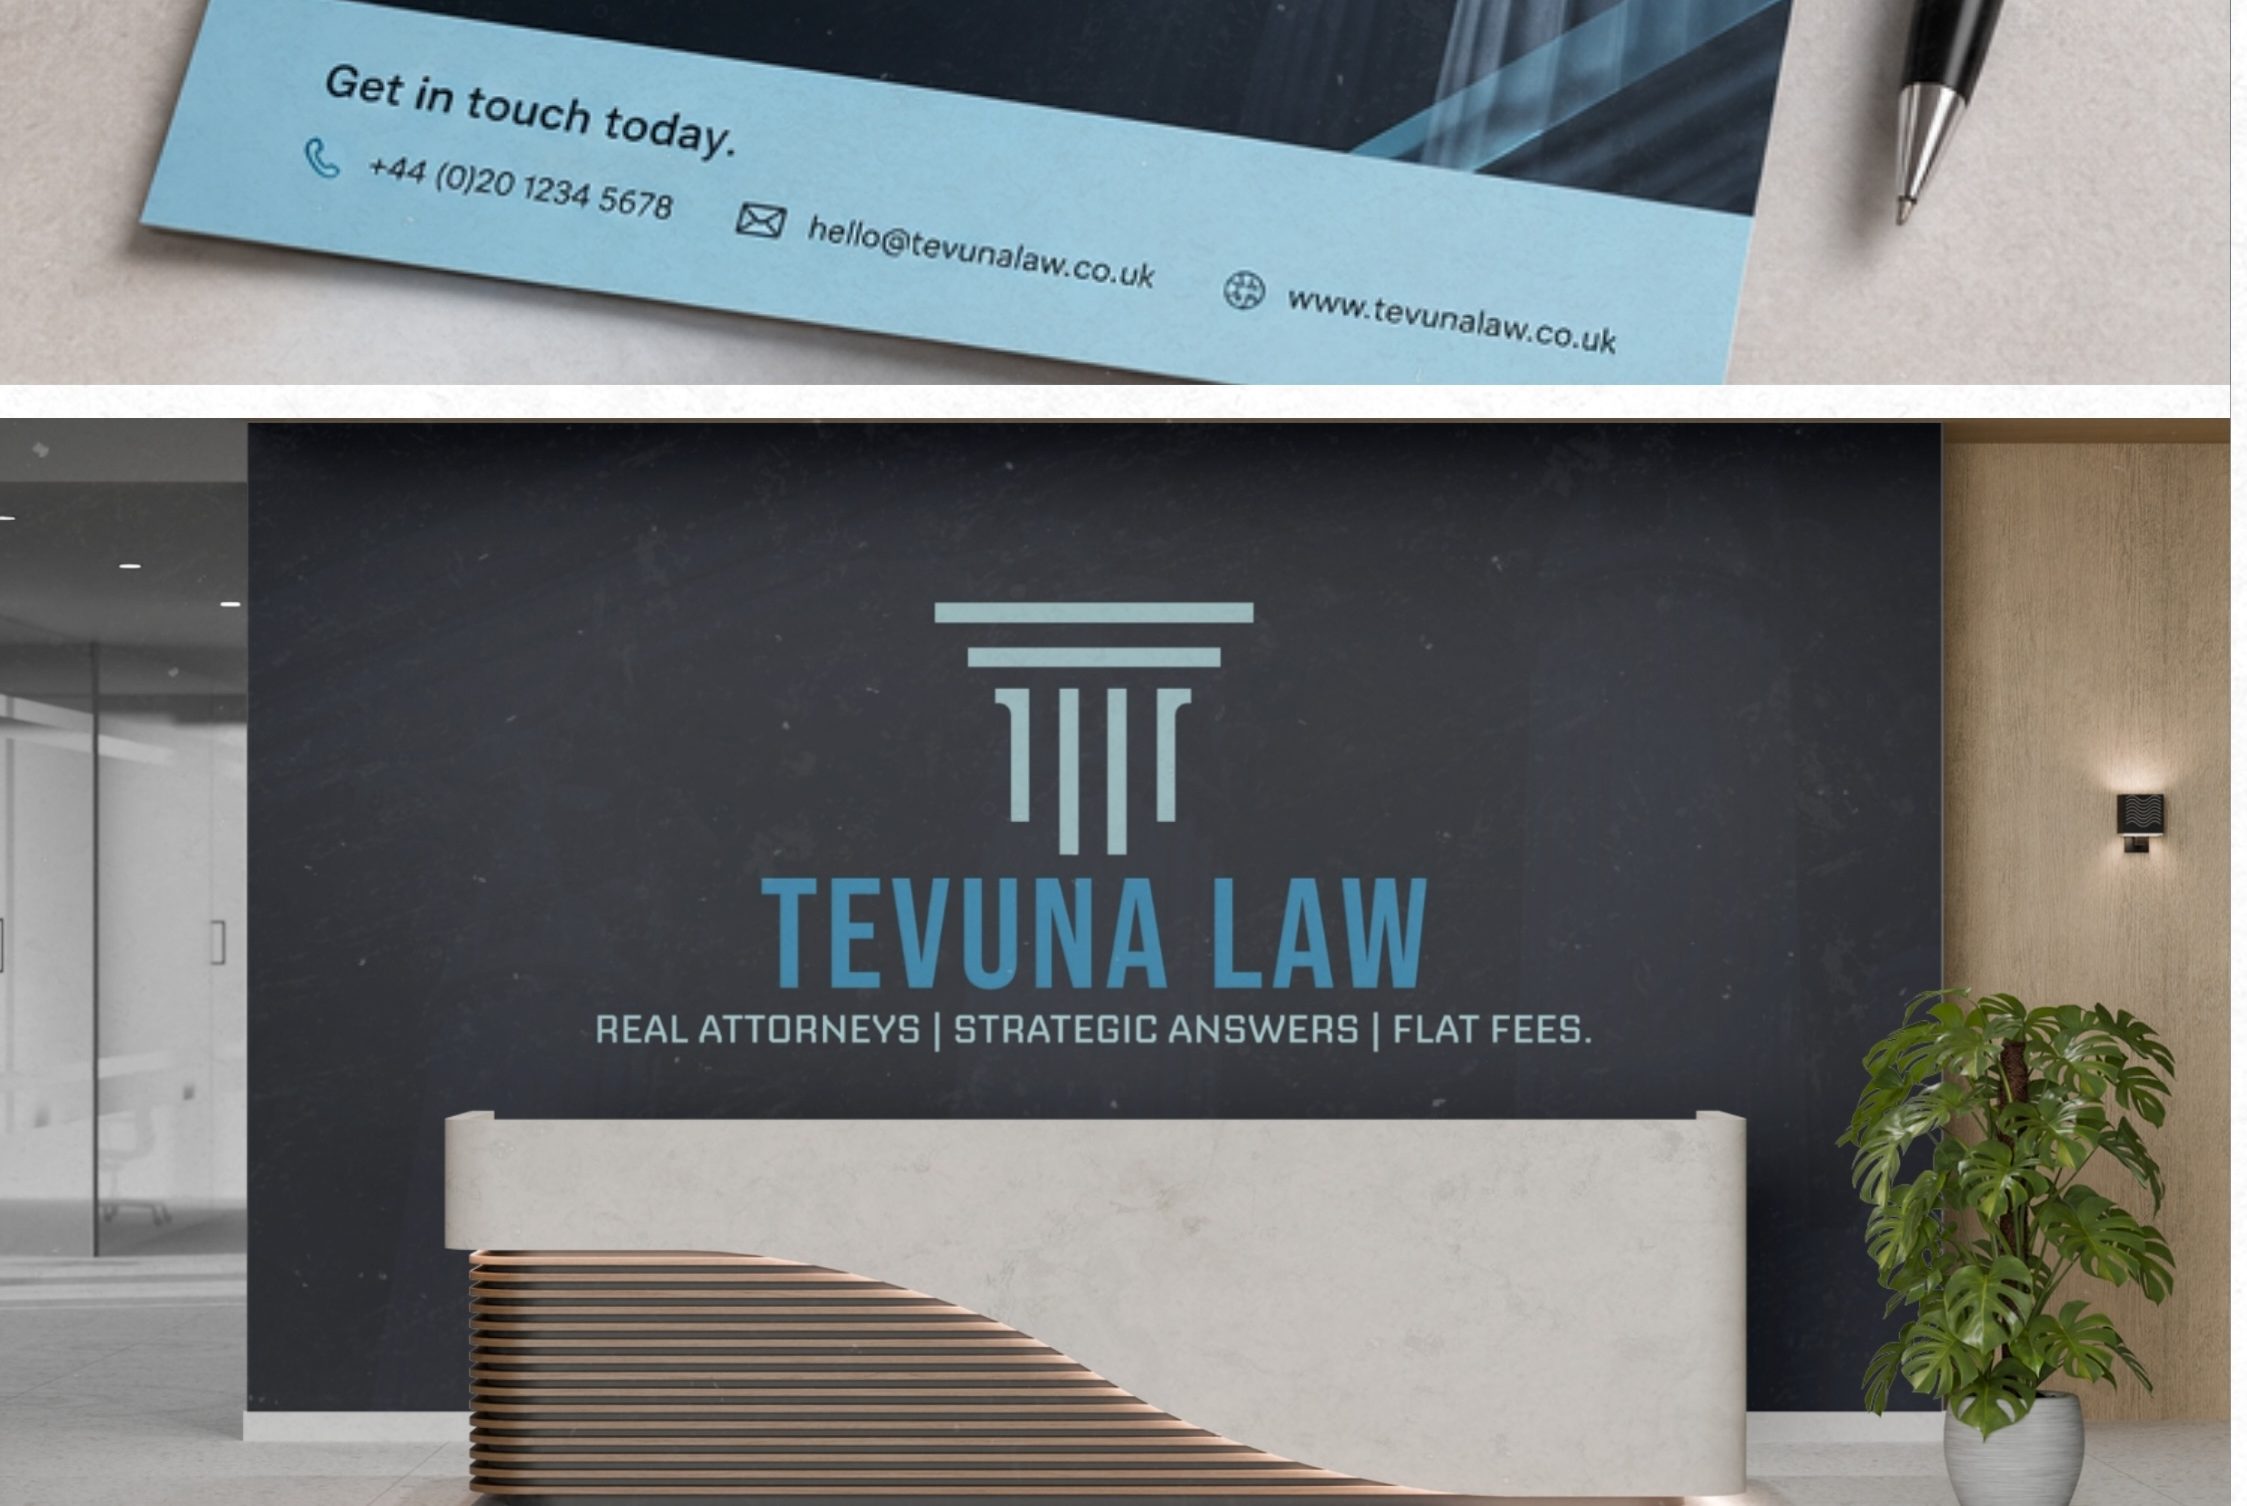 Get in touch today.
+44 (0)20 1234 5678
hello@tevunalaw.co.uk
www.tevunalaw.co.uk
TEVUNA LAW
REAL ATTORNEYS | STRATEGIC ANSWERS | FLAT FEES.